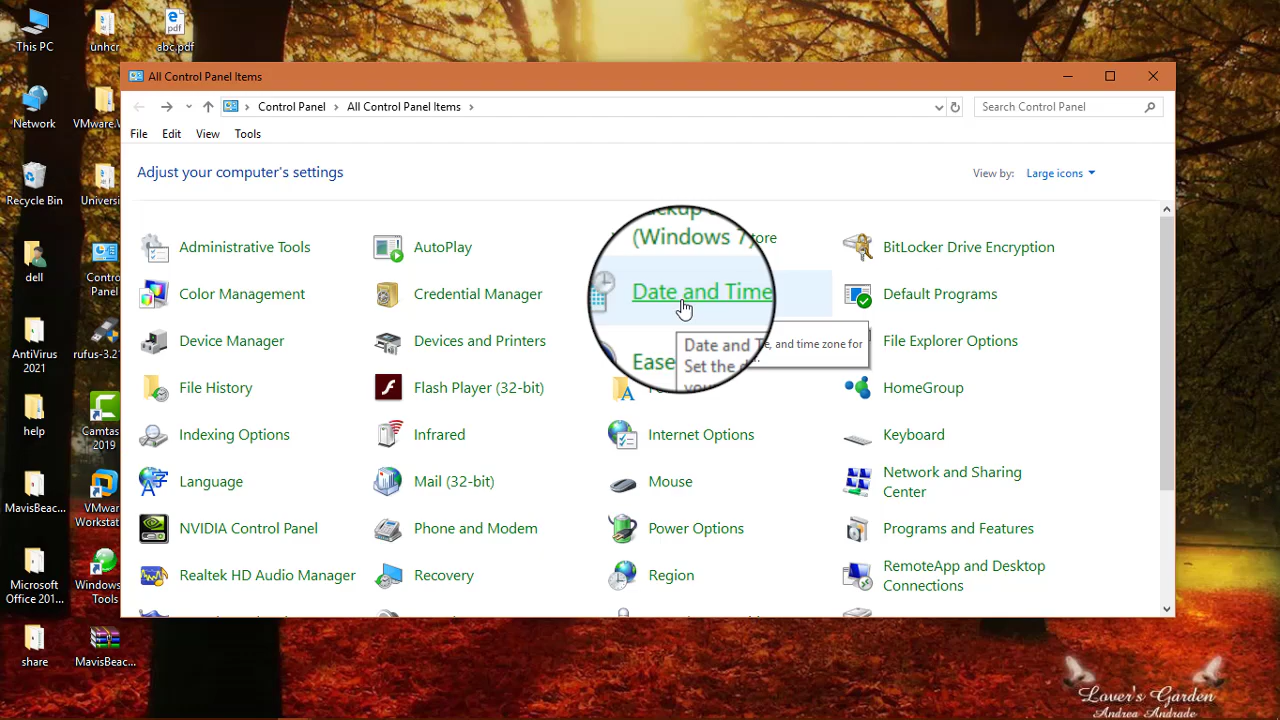 This PC
unhcr
abc.pdf
All Control Panel Items
Network
VMware.
Control Panel
All Control Panel Items
Search Control Panel
File
Edit
View
Tools
Adjust your computer's settings
View by:
Large icons
Recycle Bin
Universi
Administrative Tools
AutoPlay
(Windows 7
BitLocker Drive Encryption
dell
Control
Panel
Color Management
Credential Manager
Date and Time
Default Programs
AntiVirus
2021
rufus-3.2
Device Manager
Devices and Printers
Ease
Date and T
e, and time zone for
Set the d
File Explorer Options
help
Camtas
2019
File History
Flash Player (32-bit)
HomeGroup
Indexing Options
Infrared
Internet Options
Keyboard
MavisBeac...
VMware
Workstat
Language
Mail (32-bit)
Mouse
Network and Sharing
Center
NVIDIA Control Panel
Phone and Modem
Power Options
Programs and Features
Microsoft
Office 201...
Windows
Tools
Realtek HD Audio Manager
Recovery
Region
RemoteApp and Desktop
Connections
share
MavisBeac...
Lover's Garden
Andrea Andrade